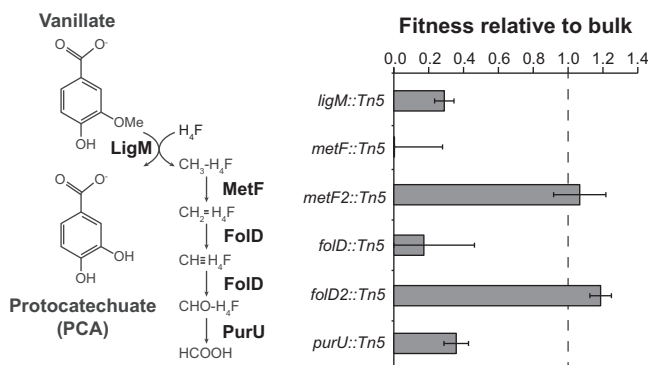 Vanillate
O
O-
OMe
OH
LigM
H4F
CH3-H4F
MetF
CH2=H4F
FolD
CH≡H4F
FolD
CHO-H4F
PurU
HCOOH
O
O-
OH
OH
Protocatechuate
(PCA)
Fitness relative to bulk
0.0 0.2 0.4 0.6 0.8 1.0 1.2 1.4
ligM::Tn5
metF::Tn5
metF2::Tn5
folD::Tn5
folD2::Tn5
purU::Tn5